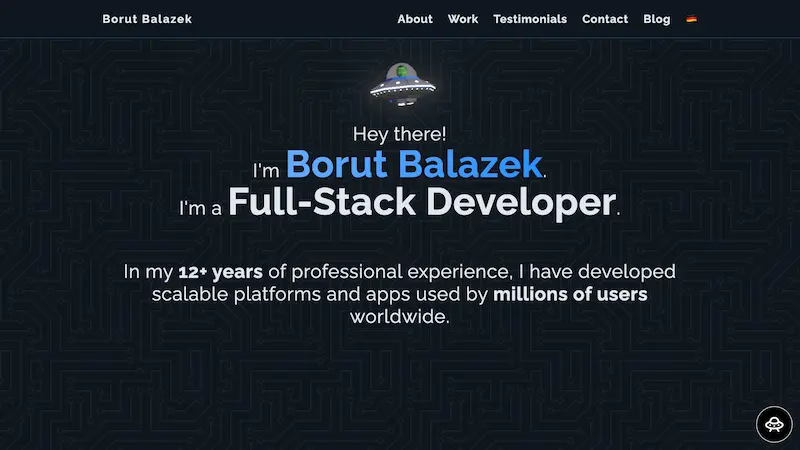 Borut Balazek
About Work Testimonials Contact Blog
Hey there!
I'm Borut Balazek.
I'm a Full-Stack Developer.
In my 12+ years of professional experience, I have developed
scalable platforms and apps used by millions of users
worldwide.